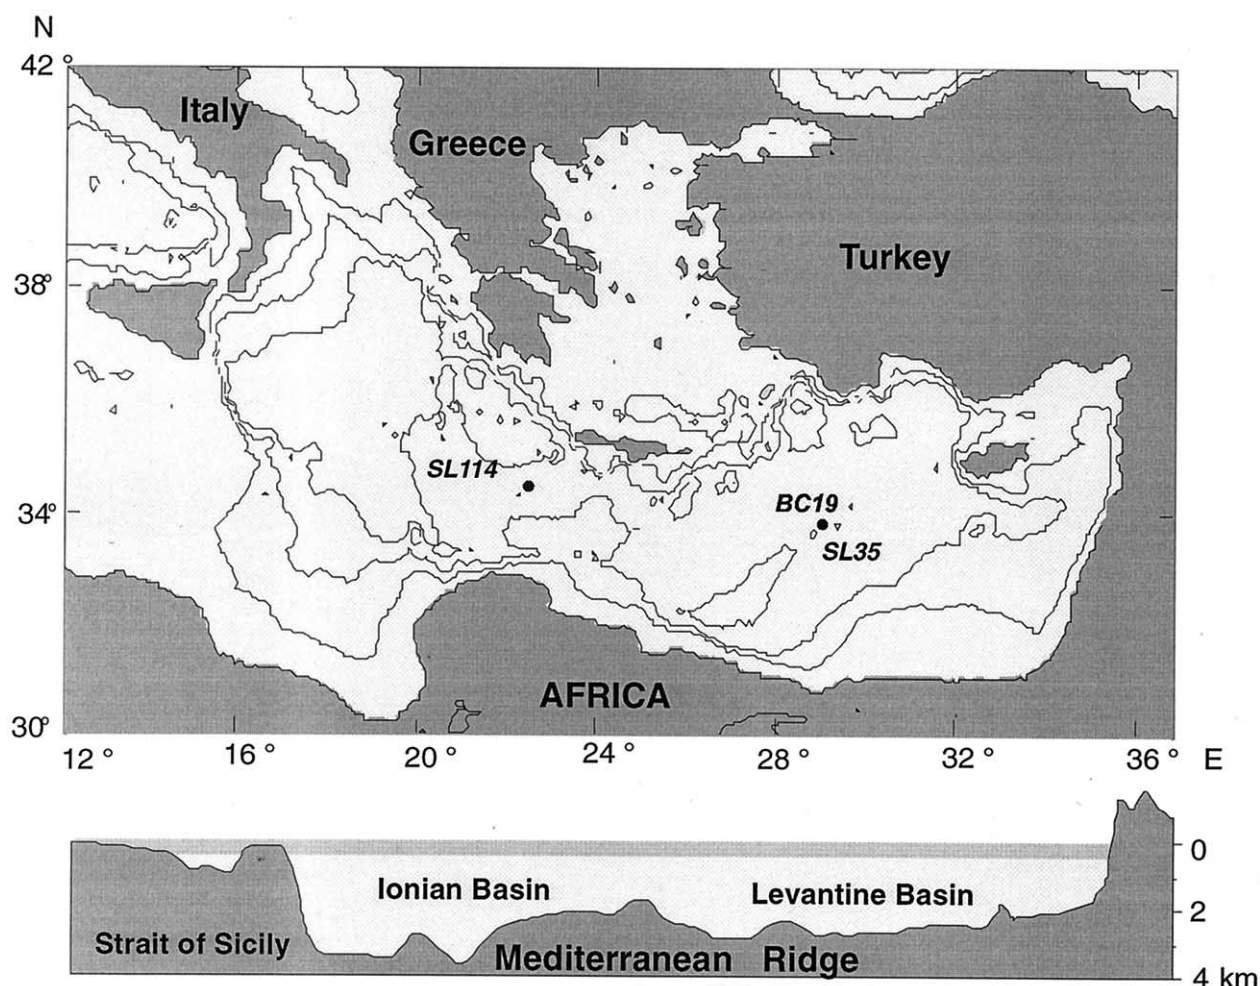 N
42°
Italy
Greece
Turkey
38°
SL114
34°
BC19
SL35
AFRICA
30°
12° 16° 20° 24° 28° 32° 36° E
0
Ionian Basin Levantine Basin
2
Strait of Sicily
Mediterranean Ridge
4 km